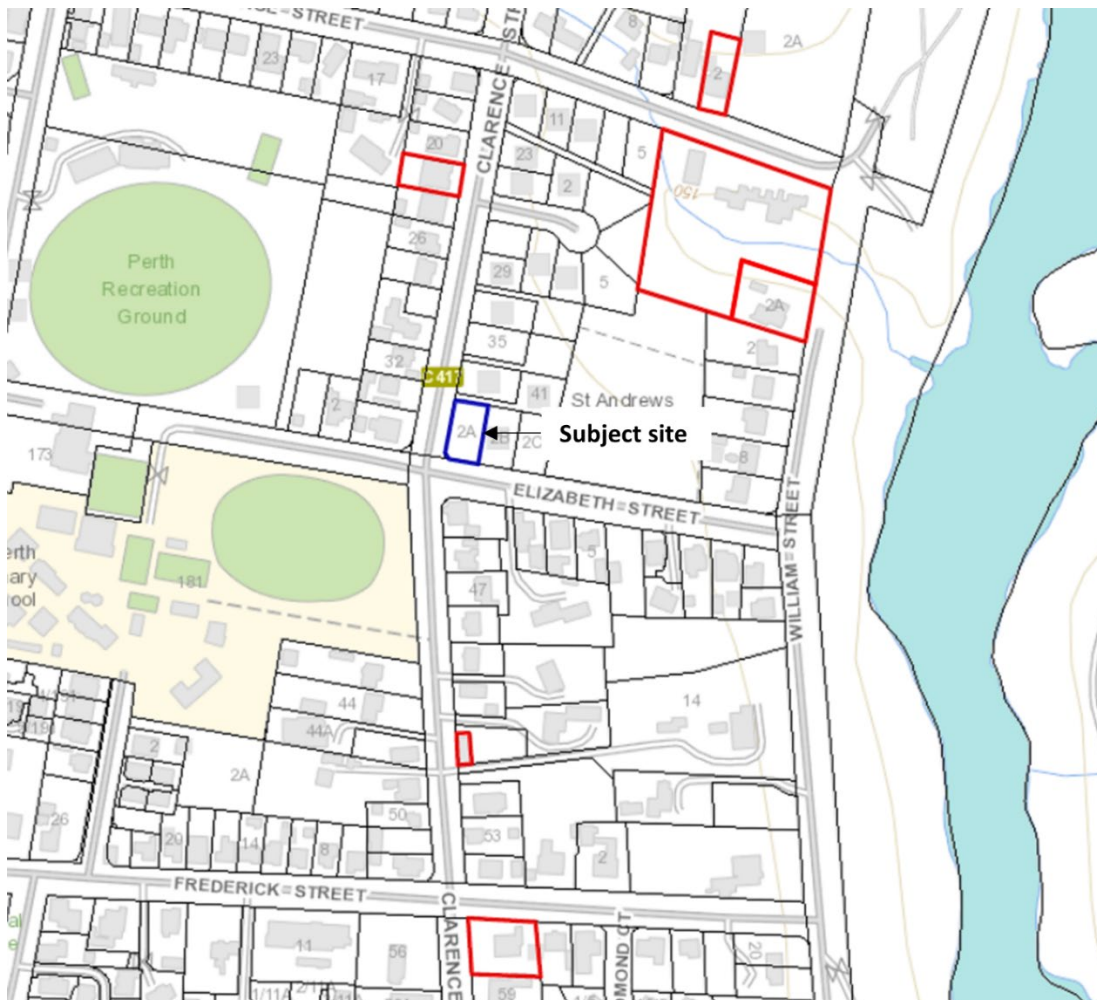 STREET
8
2A
23
17
CLARENCE
2
11
20
23
5
2
150
Perth
Recreation
Ground
26
29
5
2A
35
2
32
C417
41
St Andrews
2
2A
Subject site
2C
173
8
ELIZABETH STREET
WILLIAM STREET
5
181
47
44
14
44A
2
2A
50
26
20
14
8
53
2
FREDERICK STREET
CLARENCE
11
56
20
59